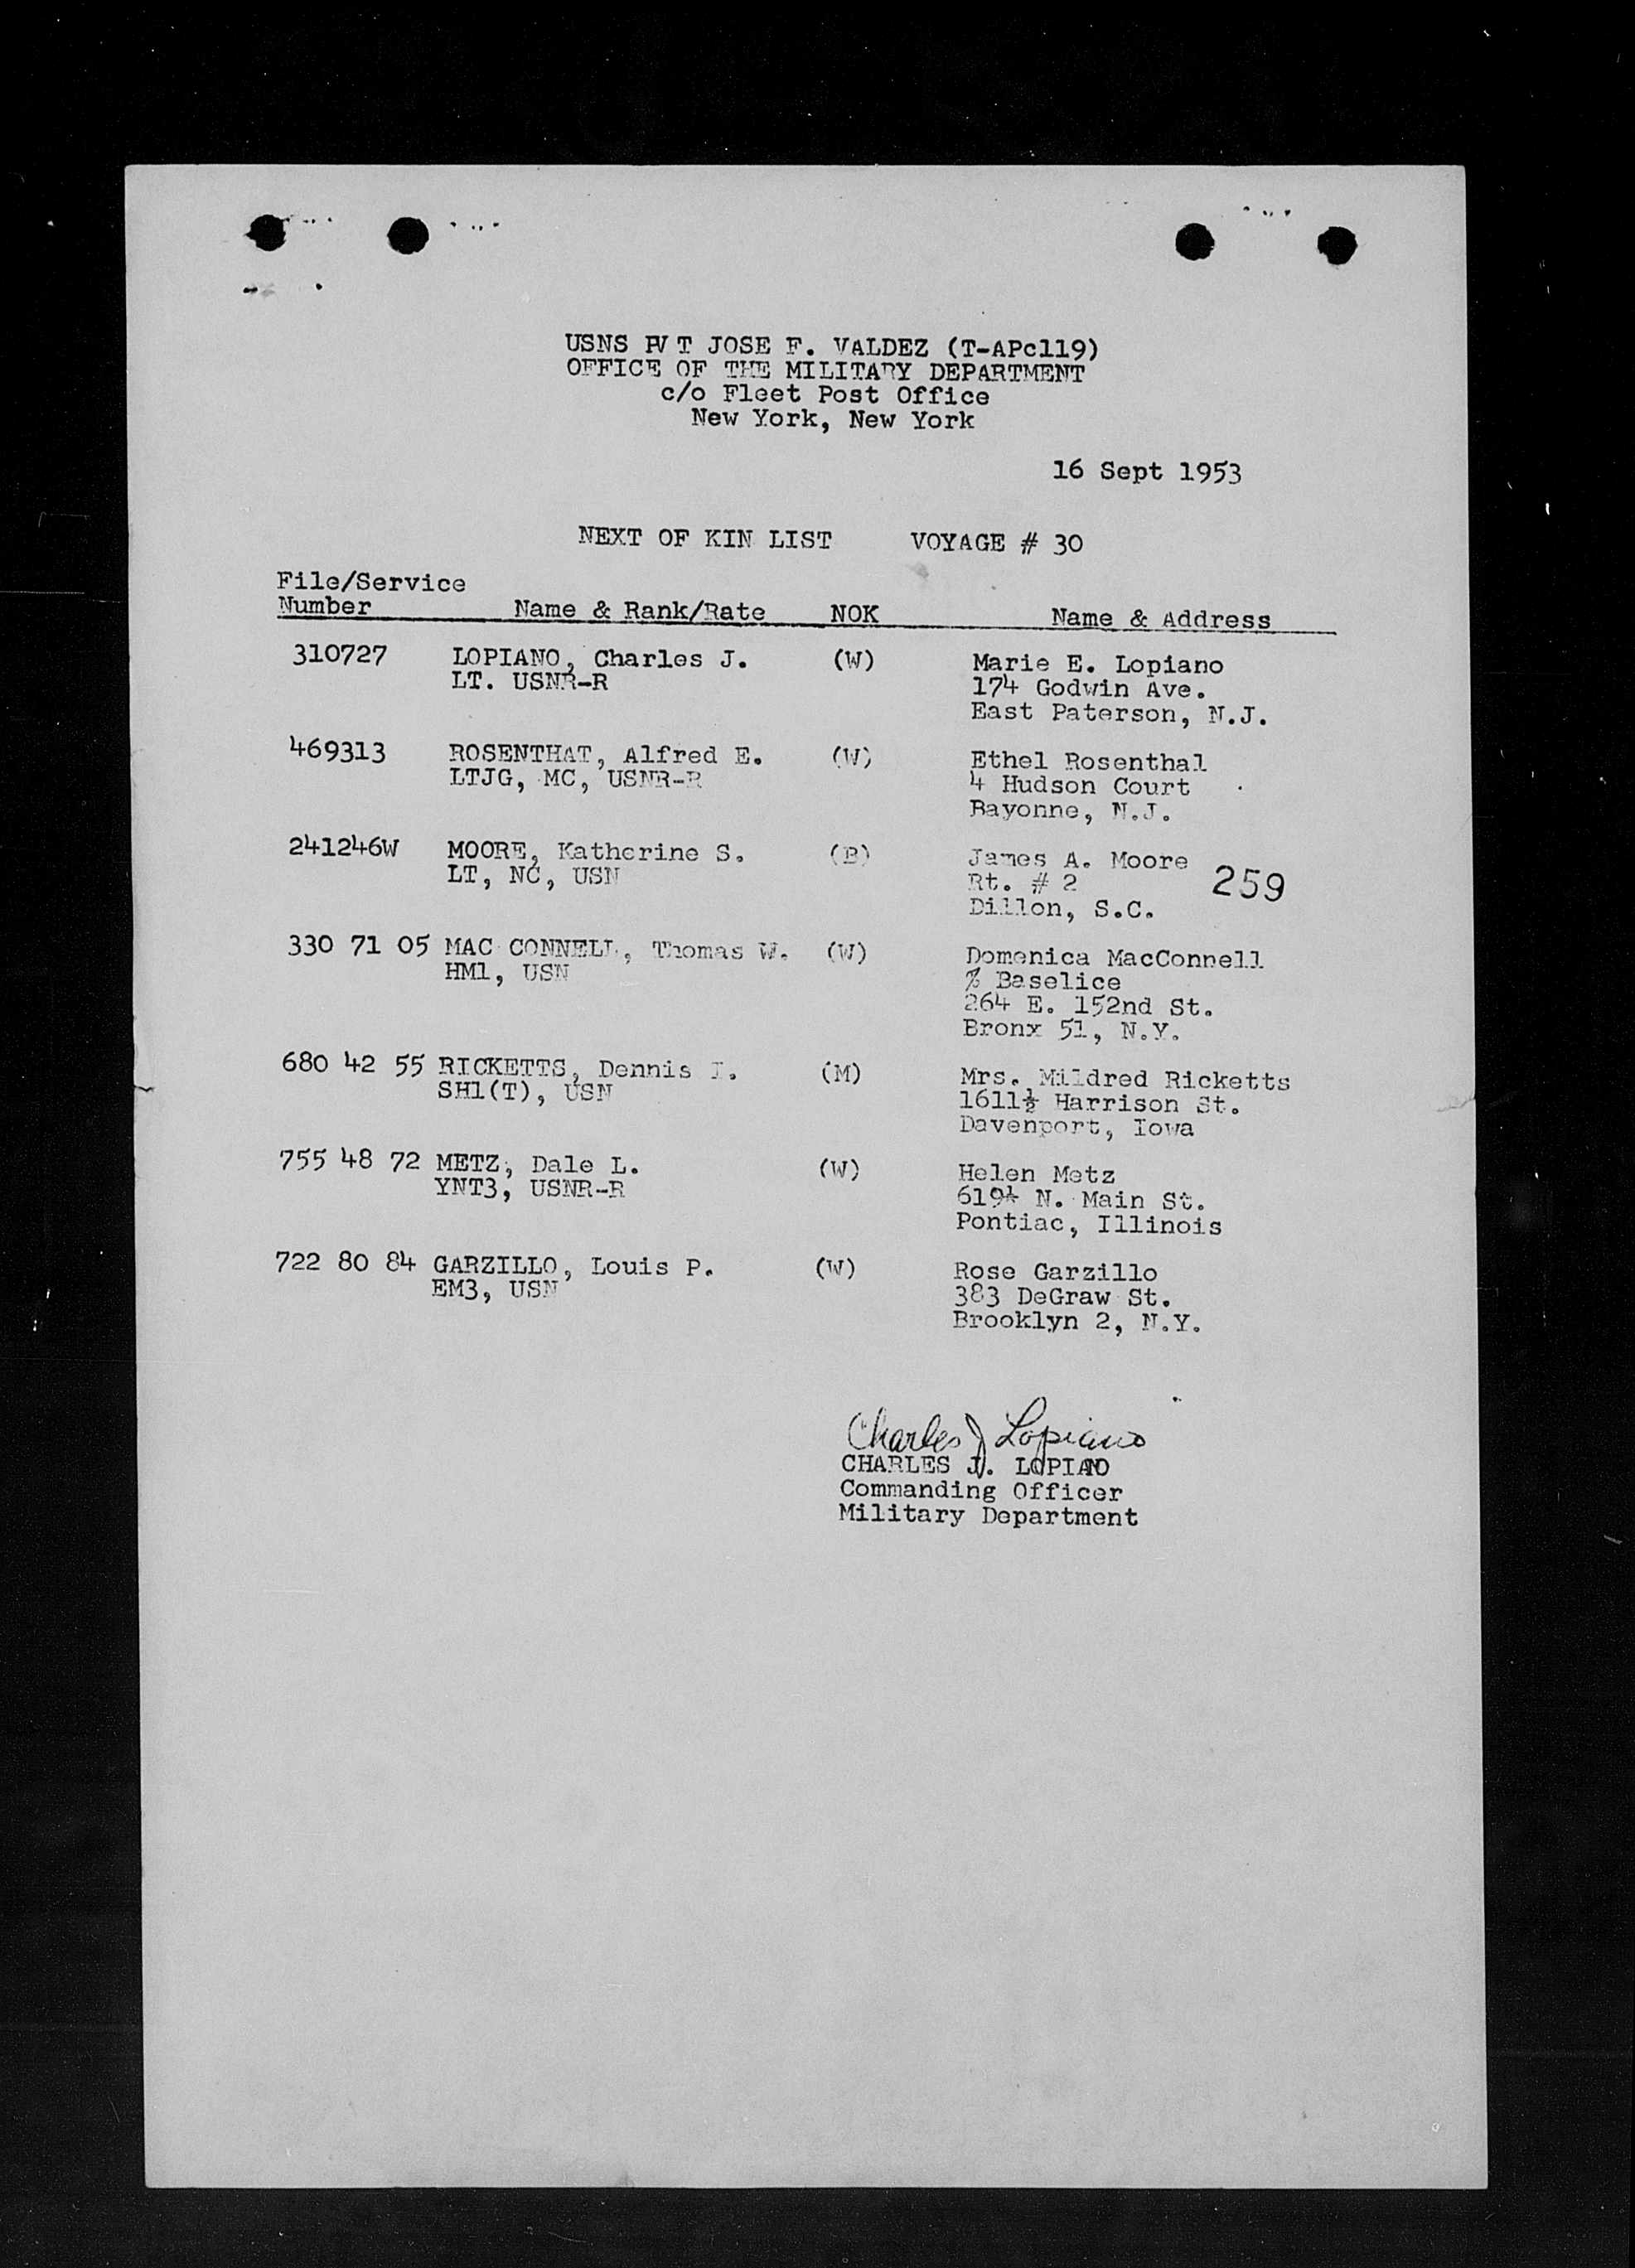 USNS PVT JOSE F. VALDEZ (T-APc119)
OFFICE OF THE MILITARY DEPARTMENT
c/o Fleet Post Office
New York, New York
16 Sept 1953
NEXT OF KIN LIST VOYAGE # 30
File/Service
Number Name & Rank/Rate NOK Name & Address
310727 LOPIANO, Charles J. (W) Marie E. Lopiano
LT. USNR-R 174 Godwin Ave.
East Paterson, N.J.
469313 ROSENTHAT, Alfred E. (W) Ethel Rosenthal
LTJG, MC, USNR-R 4 Hudson Court
Bayonne, N.J.
241246W MOORE, Katherine S. (B) James A. Moore
LT, NC, USN Rt. # 2 259
Dillon, S.C.
330 71 05 MAC CONNELL, Thomas W. (W) Domenica MacConnell
HM1, USN % Baselice
264 E. 152nd St.
Bronx 51, N.Y.
680 42 55 RICKETTS, Dennis (M) Mrs. Mildred Ricketts
SH1(T), USN 1611½ Harrison St.
Davenport, Iowa
755 48 72 METZ, Dale L. (W) Helen Metz
YNT3, USNR-R N. Main St.
Pontiac, Illinois
722 80 84 GARZILLO, Louis P. (W) Rose Garzillo
EM3, USN 383 DeGraw St.
Brooklyn 2, N.Y.
Charles J Lopiano
CHARLES J. LOPIANO
Commanding Officer
Military Department